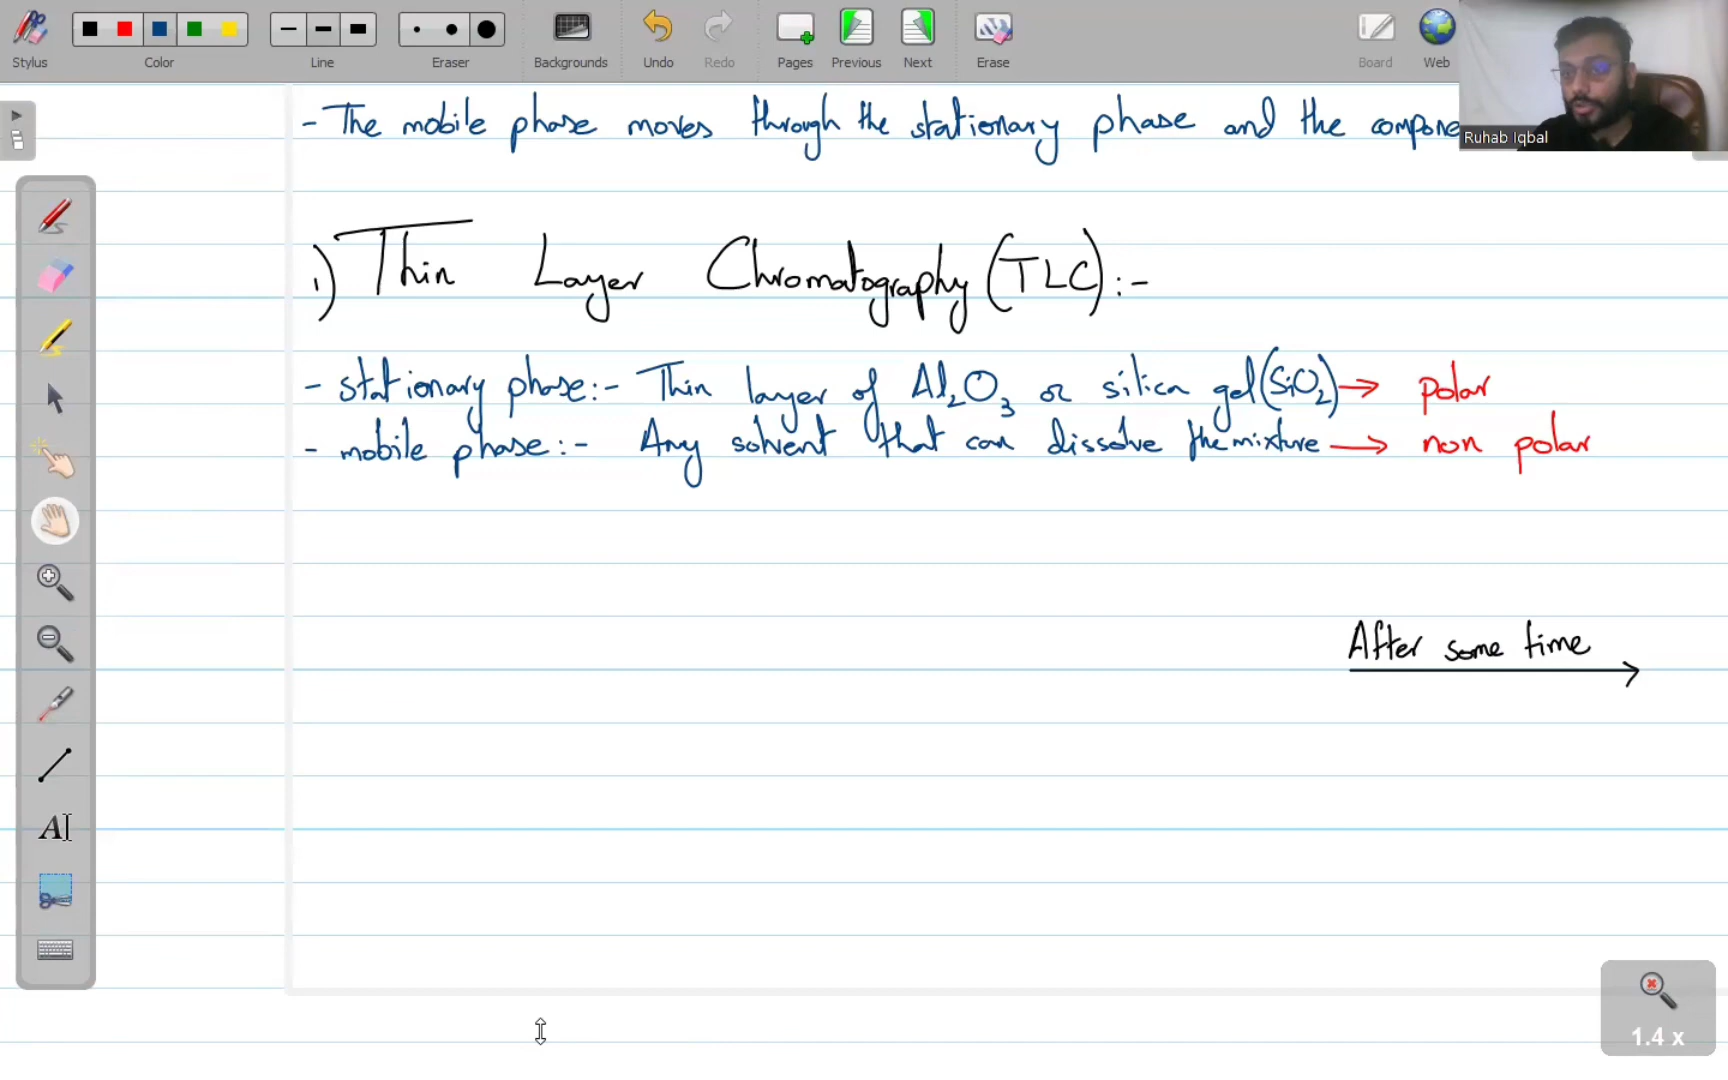 Stylus
Color
Line
Eraser
Backgrounds
Undo
Redo
Pages
Previous
Next
Erase
Board
Web
Ruhab Iqbal
- The mobile phase moves through the stationary phase and the compone
1) Thin Layer Chromatography (TLC):-
- stationary phase:- Thin layer of Al2O3 or silica gel(SiO2) → polar
- mobile phase:- Any solvent that can dissolve the mixture → non polar
After some time
AI
1.4 x